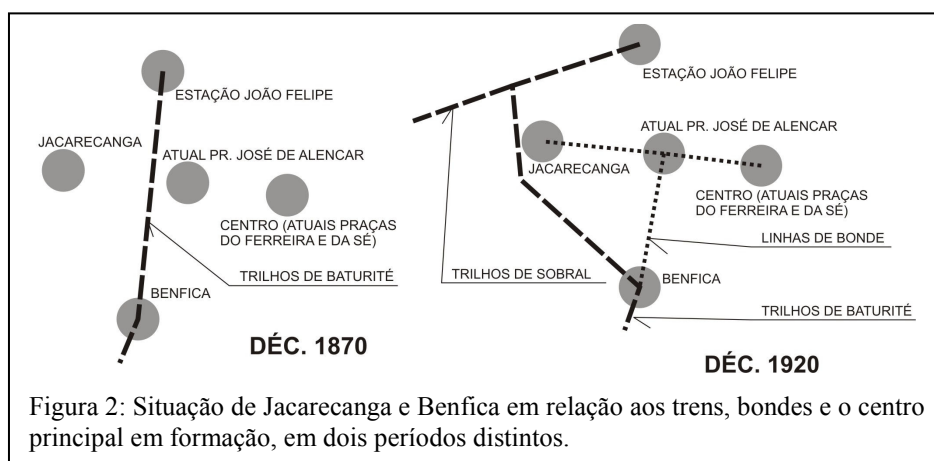 ESTAÇÃO JOÃO FELIPE
JACARECANGA
ATUAL PR. JOSÉ DE ALENCAR
CENTRO (ATUAIS PRAÇAS
DO FERREIRA E DA SÉ)
TRILHOS DE BATURITÉ
BENFICA
DÉC. 1870
ESTAÇÃO JOÃO FELIPE
ATUAL PR. JOSÉ DE ALENCAR
JACARECANGA
CENTRO (ATUAIS PRAÇAS
DO FERREIRA E DA SÉ)
LINHAS DE BONDE
TRILHOS DE SOBRAL
BENFICA
TRILHOS DE BATURITÉ
DÉC. 1920
Figura 2: Situação de Jacarecanga e Benfica em relação aos trens, bondes e o centro
principal em formação, em dois períodos distintos.